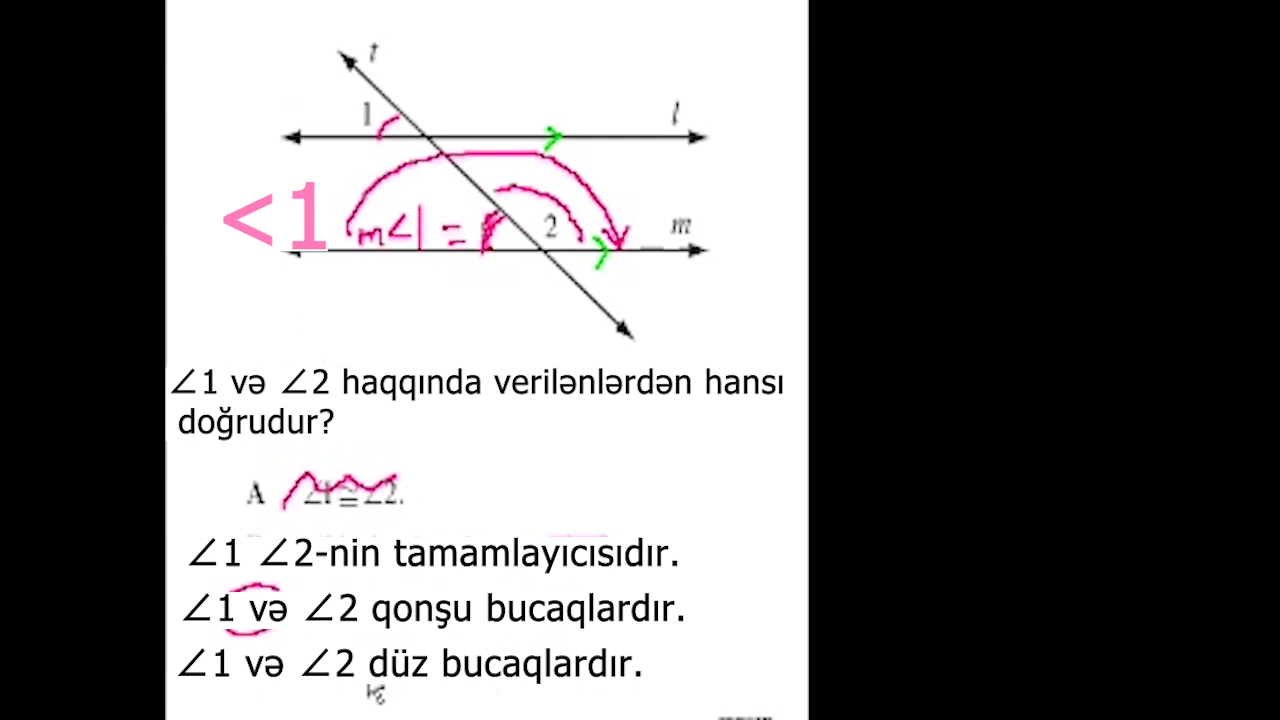 t
1
l
<1
m<1 =
2
m
∠1 və ∠2 haqqında verilənlərdən hansı
doğrudur?
A ∠1 ≅ ∠2.
∠1 ∠2-nin tamamlayıcısıdır.
∠1 və ∠2 qonşu bucaqlardır.
∠1 və ∠2 düz bucaqlardır.